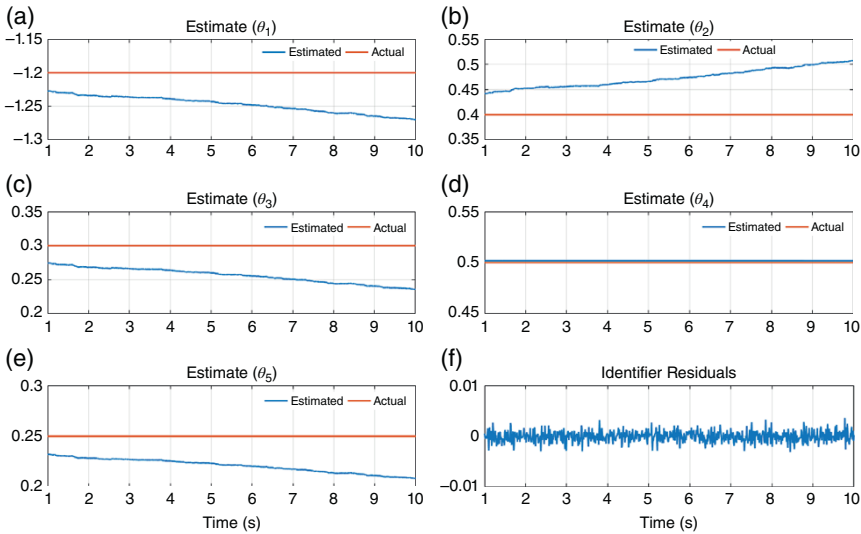 (a)
Estimate (θ1)
−1.15
−1.2
−1.25
−1.3
Estimated Actual
1 2 3 4 5 6 7 8 9 10
(b)
Estimate (θ2)
0.55
0.5
0.45
0.4
0.35
Estimated Actual
1 2 3 4 5 6 7 8 9 10
(c)
Estimate (θ3)
0.35
0.3
0.25
0.2
Estimated Actual
1 2 3 4 5 6 7 8 9 10
(d)
Estimate (θ4)
0.55
0.5
0.45
Estimated Actual
1 2 3 4 5 6 7 8 9 10
(e)
Estimate (θ5)
0.3
0.25
0.2
Estimated Actual
1 2 3 4 5 6 7 8 9 10
Time (s)
(f)
Identifier Residuals
0.01
0
−0.01
1 2 3 4 5 6 7 8 9 10
Time (s)